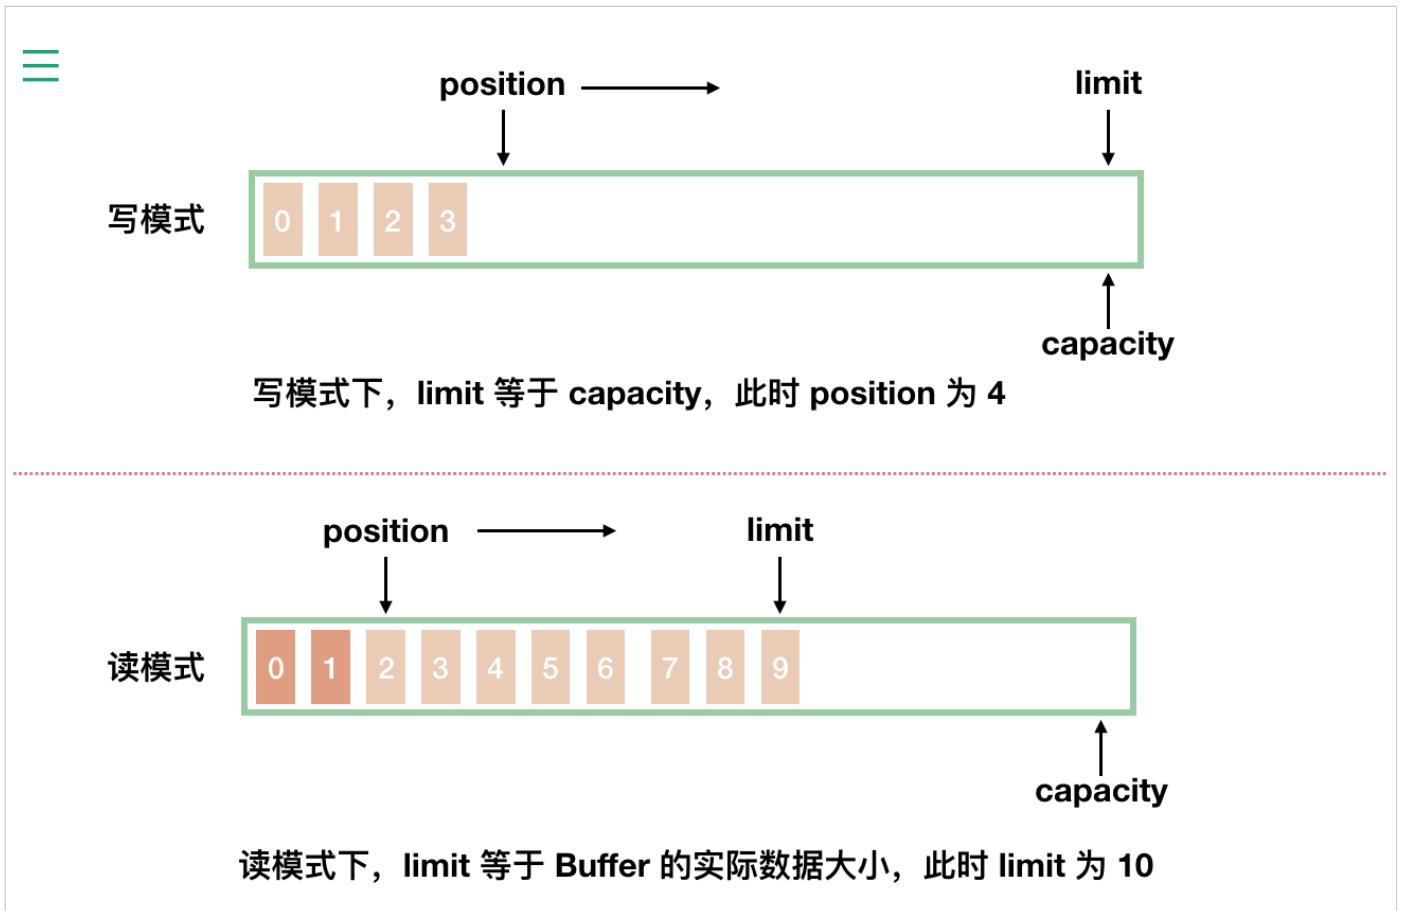 position
limit
写模式
0 1 2 3
capacity
写模式下，limit 等于 capacity，此时 position 为 4
position
limit
读模式
0 1 2 3 4 5 6 7 8 9
capacity
读模式下，limit 等于 Buffer 的实际数据大小，此时 limit 为 10